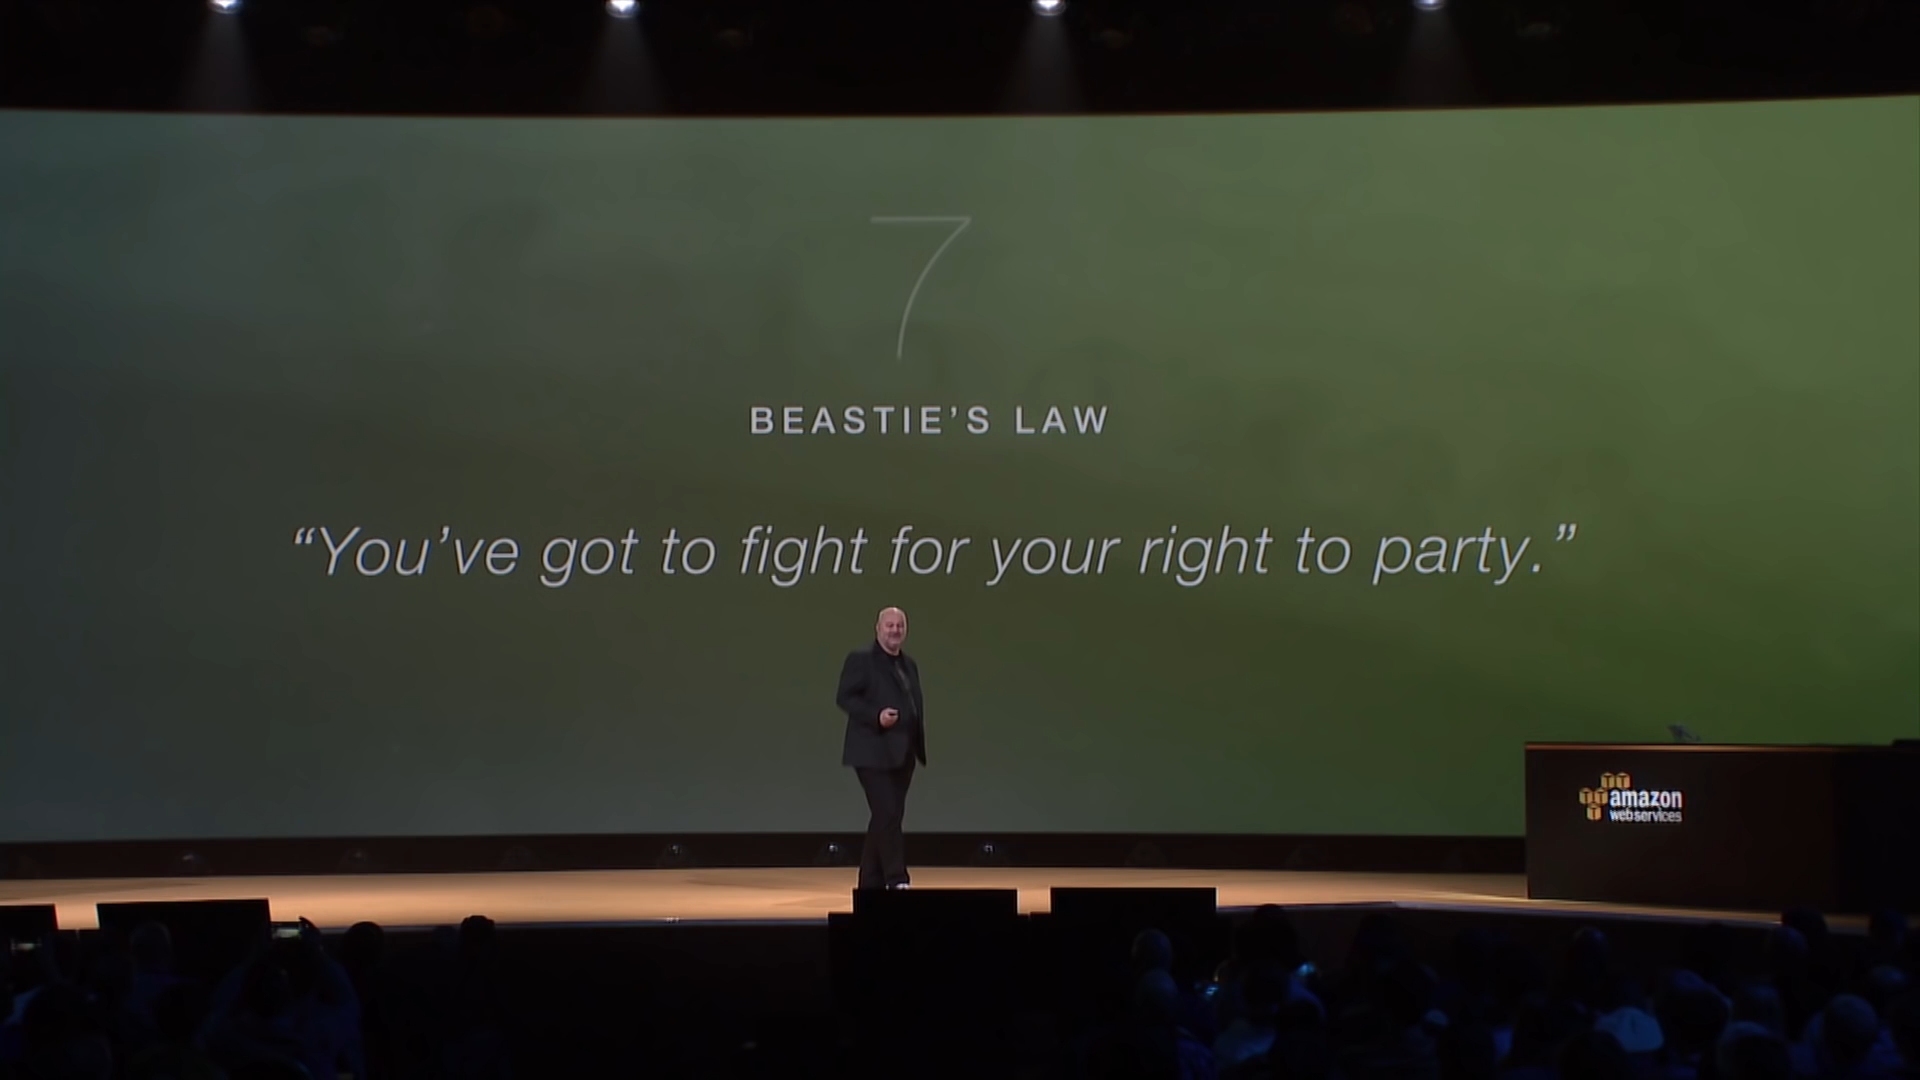 7
BEASTIE’S LAW
“You’ve got to fight for your right to party.”
amazon
webservices